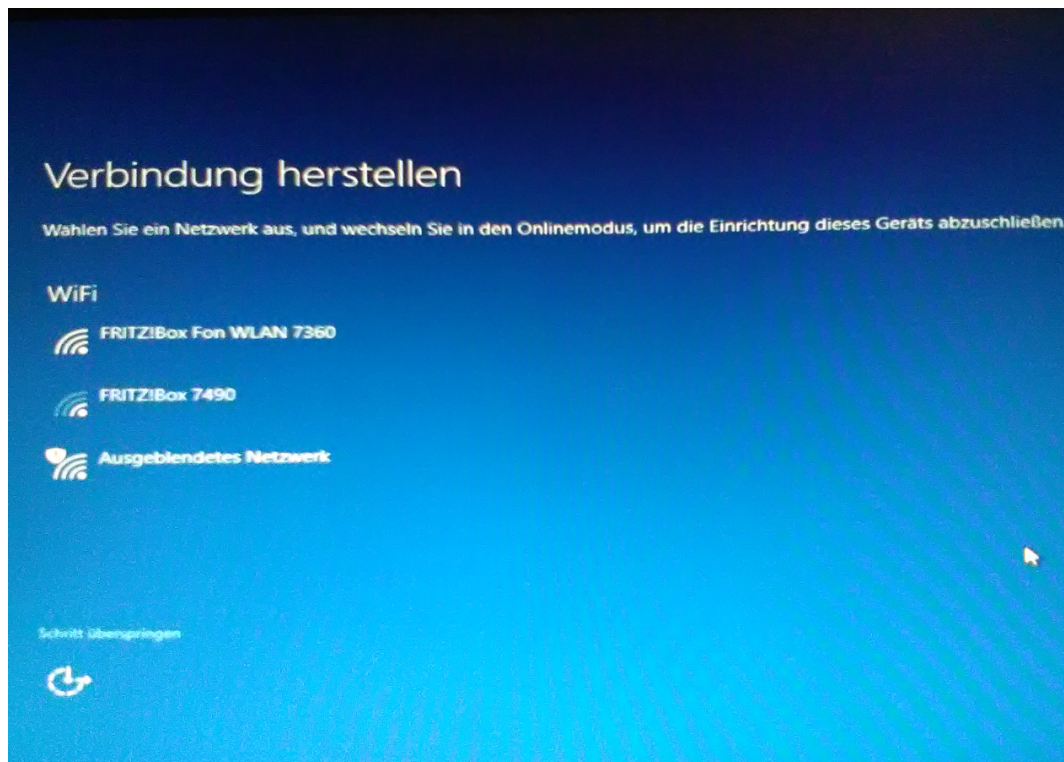 Verbindung herstellen
Wählen Sie ein Netzwerk aus, und wechseln Sie in den Onlinemodus, um die Einrichtung dieses Geräts abzuschließen
WiFi
FRITZ!Box Fon WLAN 7360
FRITZ!Box 7490
Ausgeblendetes Netzwerk
Schritt überspringen